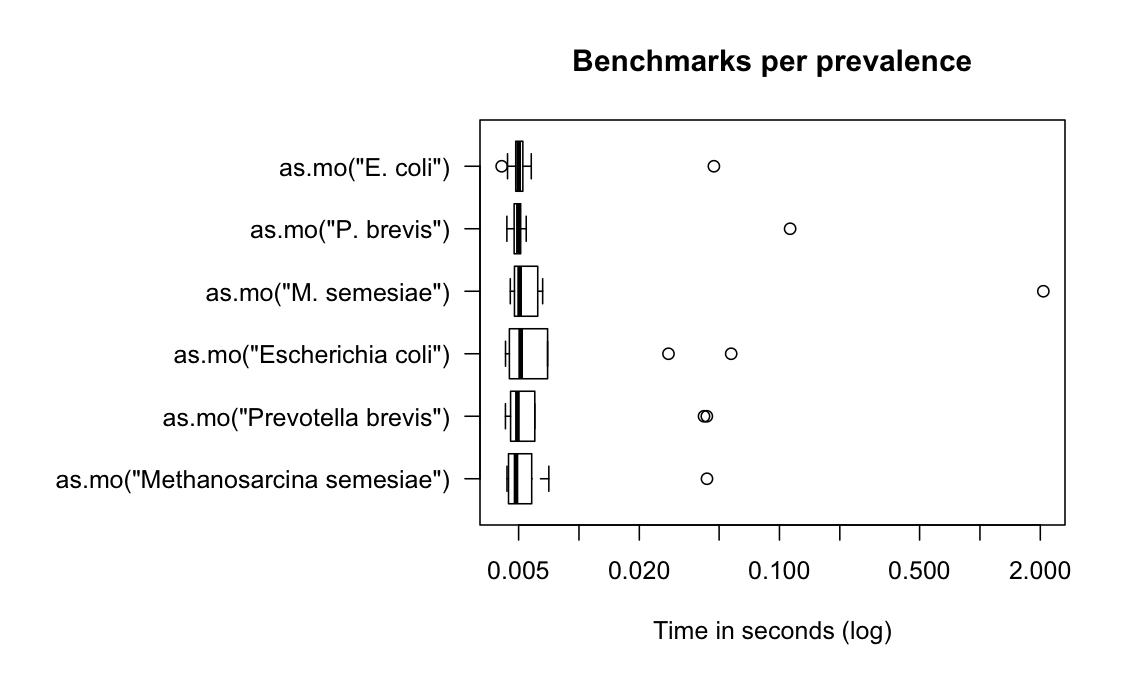 Benchmarks per prevalence
as.mo("E. coli")
as.mo("P. brevis")
as.mo("M. semesiae")
as.mo("Escherichia coli")
as.mo("Prevotella brevis")
as.mo("Methanosarcina semesiae")
0.005 0.020 0.100 0.500 2.000
Time in seconds (log)